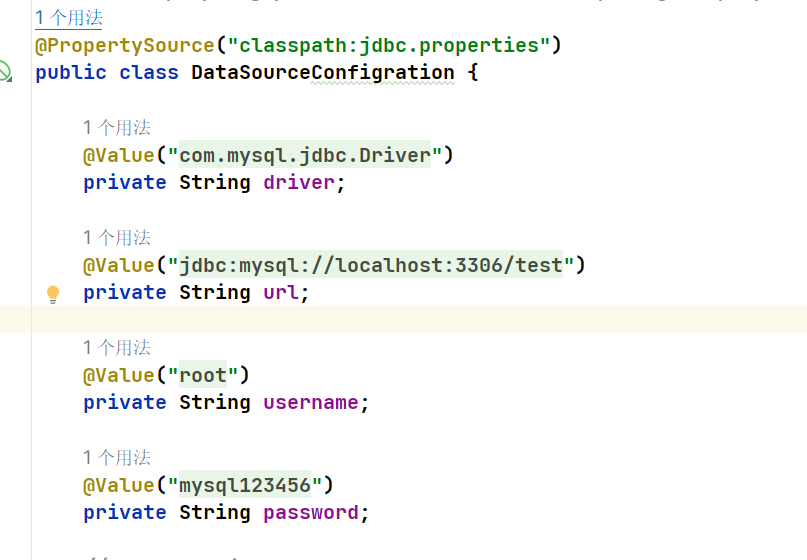 1 个用法
@PropertySource("classpath:jdbc.properties")
public class DataSourceConfigration {
1 个用法
@Value("com.mysql.jdbc.Driver")
private String driver;
1 个用法
@Value("jdbc:mysql://localhost:3306/test")
private String url;
1 个用法
@Value("root")
private String username;
1 个用法
@Value("mysql123456")
private String password;